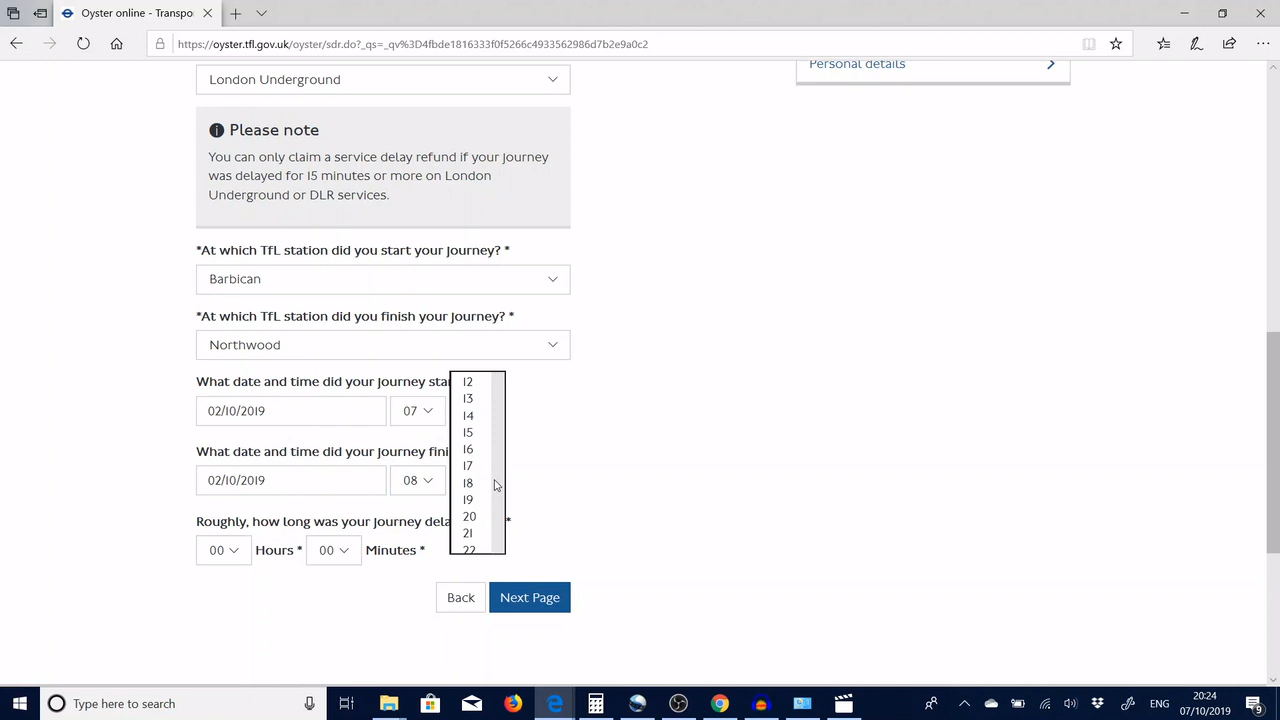 Oyster online - Transpo
https://oyster.tfl.gov.uk/oyster/sdr.do?_qs=_qv%3D4fbde1816333f0f5266c4933562986d7b2e9a0c2
London Underground
Personal details
Please note
You can only claim a service delay refund if your journey
was delayed for 15 minutes or more on London
Underground or DLR services.
*At which TfL station did you start your journey? *
Barbican
*At which TfL station did you finish your journey? *
Northwood
What date and time did your journey sta
02/10/2019 07
What date and time did your journey fini
02/10/2019 08
12
13
14
15
16
17
18
19
20
21
22
Roughly, how long was your journey dela *
00 Hours * 00 Minutes *
Back Next Page
Type here to search
ENG
20:24
07/10/2019